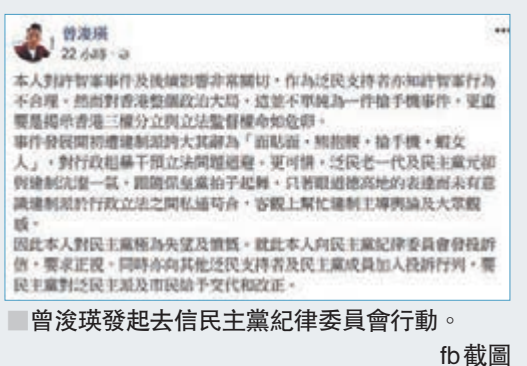 曾浚瑛
22 小時 ·
本人對許智峯事件及後續影響非常關切，作為泛民支持者亦知許智峯行為
不合理。然而對香港整個政治大局，這並不單純為一件搶手機事件，更重
要是揭示香港三權分立與立法監督權命如危卵。
事件發展開初遭建制派誇大其辭為「面貼面，熊抱腰，搶手機，蝦女
人」，對行政粗暴干預立法問題迴避。更可惜，泛民老一代及民主黨元卻
與建制沆瀣一氣，跟隨保皇黨拍子起舞，只著眼道德高地的表達而未有意
識建制派於行政立法之間私通苟合，客觀上幫忙建制主導輿論及大眾觀
感。
因此本人對民主黨極為失望及憤慨。就此本人向民主黨紀律委員會發投訴
信，要求正視。同時亦向其他泛民支持者及民主黨成員加入投訴行列，要
民主黨對泛民主派及市民給予交代和改正。
■曾浚瑛發起去信民主黨紀律委員會行動。
fb截圖